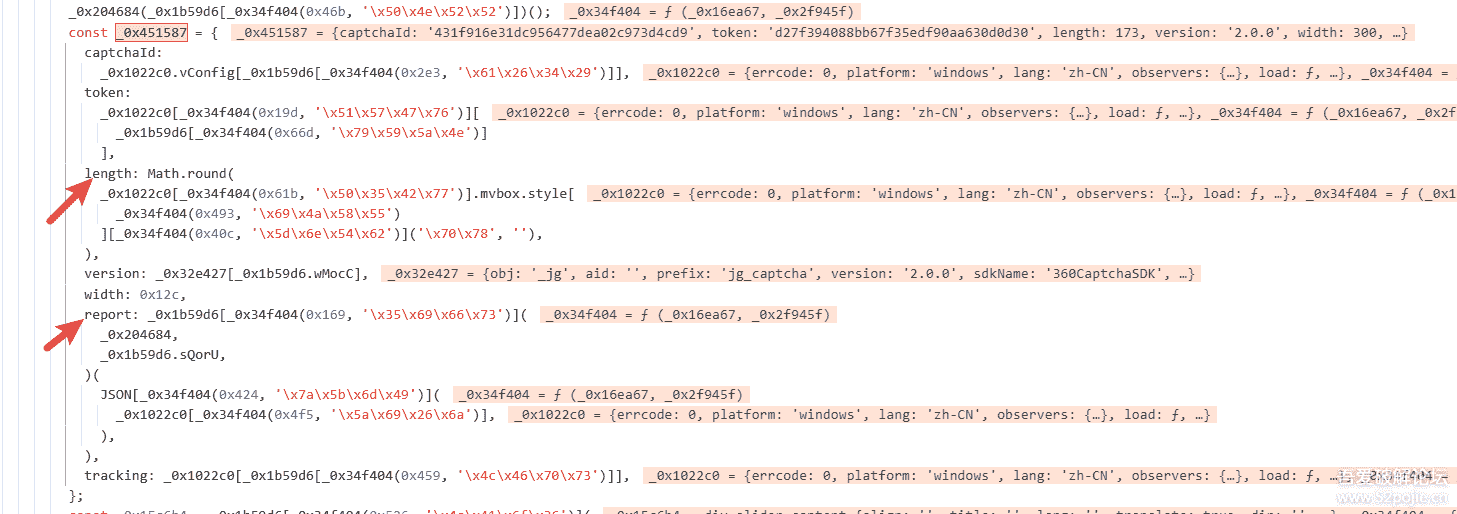 _0x204684(_0x1b59d6[_0x34f404(0x46b, '\x50\x4e\x52\x52')])(); _0x34f404 = ƒ (_0x16ea67, _0x2f945f)
const _0x451587 = { _0x451587 = {captchaId: '431f916e31dc956477dea02c973d4cd9', token: 'd27f394088bb67f35edf90aa630d0d30', length: 173, version: '2.0.0', width: 300, …}
captchaId:
_0x1022c0.vConfig[_0x1b59d6[_0x34f404(0x2e3, '\x61\x26\x34\x29')]], _0x1022c0 = {errcode: 0, platform: 'windows', lang: 'zh-CN', observers: {…}, load: ƒ, …}, _0x34f404 =
token:
_0x1022c0[_0x34f404(0x19d, '\x51\x57\x47\x76')][ _0x1022c0 = {errcode: 0, platform: 'windows', lang: 'zh-CN', observers: {…}, load: ƒ, …}, _0x34f404 = ƒ (_0x16ea67, _0x2f
_0x1b59d6[_0x34f404(0x66d, '\x79\x59\x5a\x4e')]
],
length: Math.round(
_0x1022c0[_0x34f404(0x61b, '\x50\x35\x42\x77')].mvbox.style[ _0x1022c0 = {errcode: 0, platform: 'windows', lang: 'zh-CN', observers: {…}, load: ƒ, …}, _0x34f404 = ƒ (_0x1
_0x34f404(0x493, '\x69\x4a\x58\x55')
][_0x34f404(0x40c, '\x5d\x6e\x54\x62')]('\x70\x78', ''),
),
version: _0x32e427[_0x1b59d6.wMocC], _0x32e427 = {obj: '_jg', aid: '', prefix: 'jg_captcha', version: '2.0.0', sdkName: '360CaptchaSDK', …}
width: 0x12c,
report: _0x1b59d6[_0x34f404(0x169, '\x35\x69\x66\x73')]( _0x34f404 = ƒ (_0x16ea67, _0x2f945f)
_0x204684,
_0x1b59d6.sQorU,
)(
JSON[_0x34f404(0x424, '\x7a\x5b\x6d\x49')]( _0x34f404 = ƒ (_0x16ea67, _0x2f945f)
_0x1022c0[_0x34f404(0x4f5, '\x5a\x69\x26\x6a')], _0x1022c0 = {errcode: 0, platform: 'windows', lang: 'zh-CN', observers: {…}, load: ƒ, …}
),
),
tracking: _0x1022c0[_0x1b59d6[_0x34f404(0x459, '\x4c\x46\x70\x73')]], _0x1022c0 = {errcode: 0, platform: 'windows', lang: 'zh-CN', observers: {…}, load: ƒ,
吾爱破解论坛
};
www.52pojie.cn